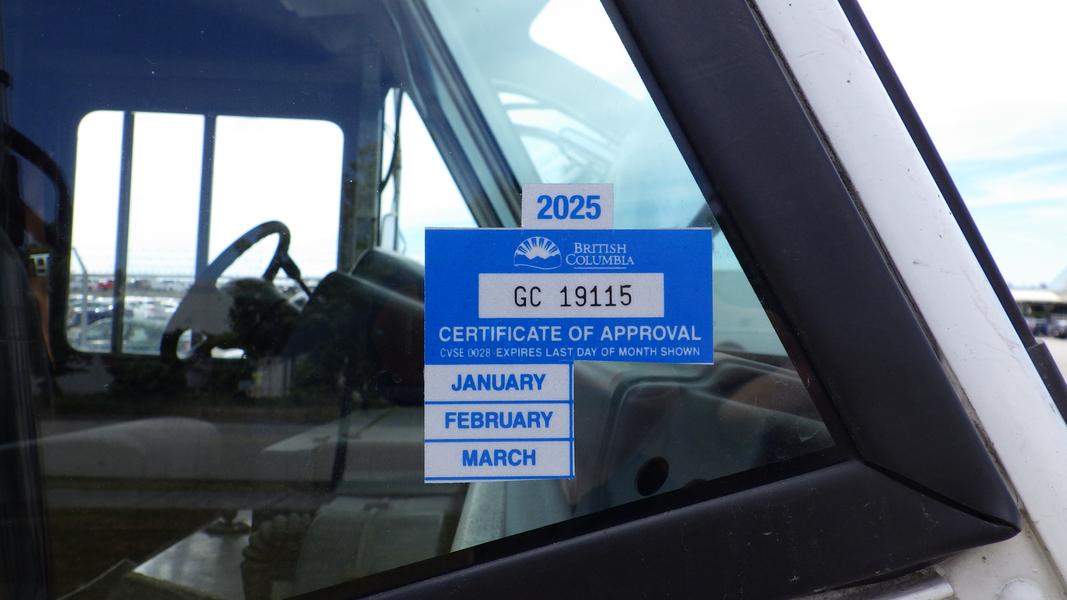 2025
BRITISH
COLUMBIA
GC 19115
CERTIFICATE OF APPROVAL
CVSE 0028 EXPIRES LAST DAY OF MONTH SHOWN
JANUARY
FEBRUARY
MARCH